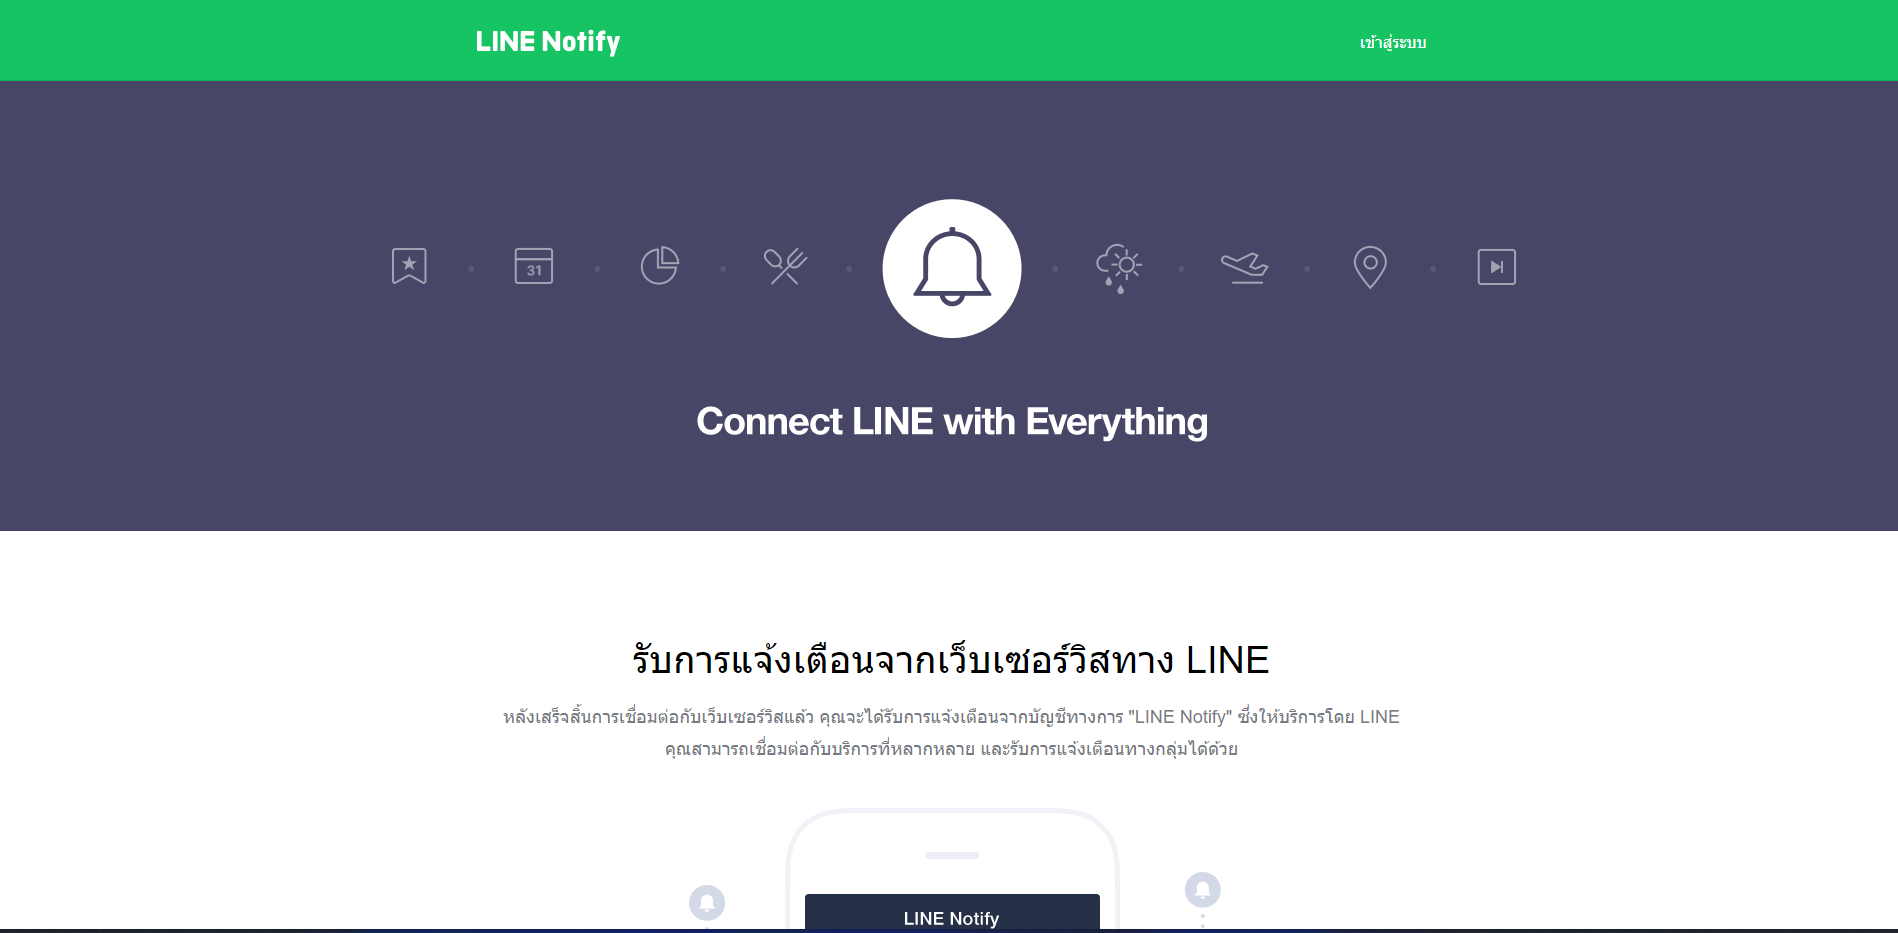 LINE Notify
เข้าสู่ระบบ
31
Connect LINE with Everything
รับการแจ้งเตือนจากเว็บเซอร์วิสทาง LINE
หลังเสร็จสิ้นการเชื่อมต่อกับเว็บเซอร์วิสแล้ว คุณจะได้รับการแจ้งเตือนจากบัญชีทางการ "LINE Notify" ซึ่งให้บริการโดย LINE
คุณสามารถเชื่อมต่อกับบริการที่หลากหลาย และรับการแจ้งเตือนทางกลุ่มได้ด้วย
LINE Notify